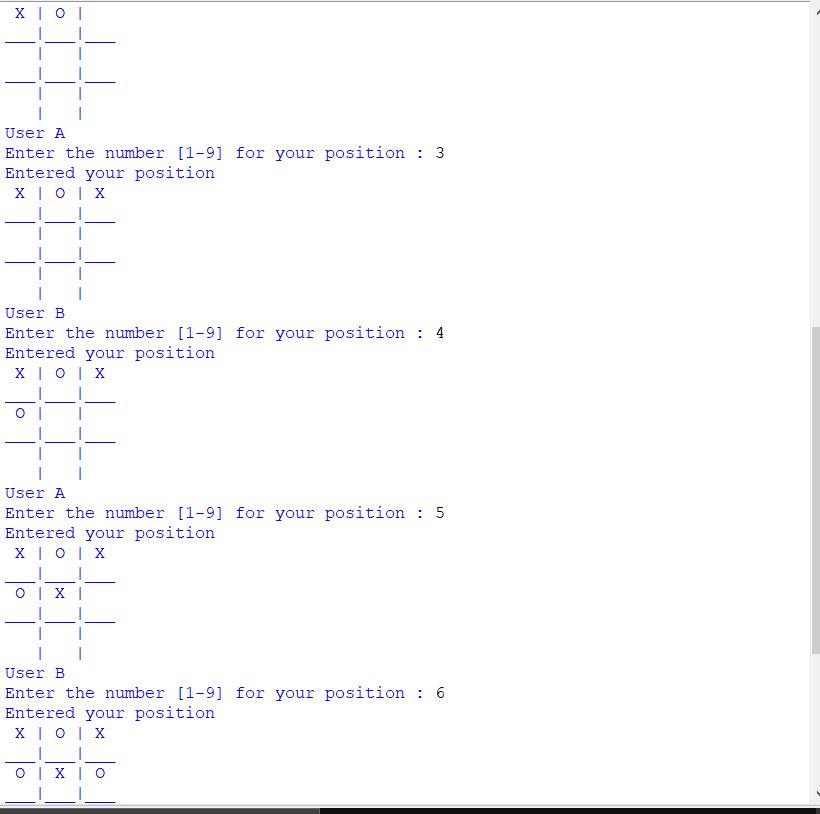 X | O |
___|___|___
   |   |
___|___|___
   |   |
   |   |
User A
Enter the number [1-9] for your position : 3
Entered your position
 X | O | X
___|___|___
   |   |
___|___|___
   |   |
   |   |
User B
Enter the number [1-9] for your position : 4
Entered your position
 X | O | X
___|___|___
 O |   |
___|___|___
   |   |
   |   |
User A
Enter the number [1-9] for your position : 5
Entered your position
 X | O | X
___|___|___
 O | X |
___|___|___
   |   |
   |   |
User B
Enter the number [1-9] for your position : 6
Entered your position
 X | O | X
___|___|___
 O | X | O
___|___|___